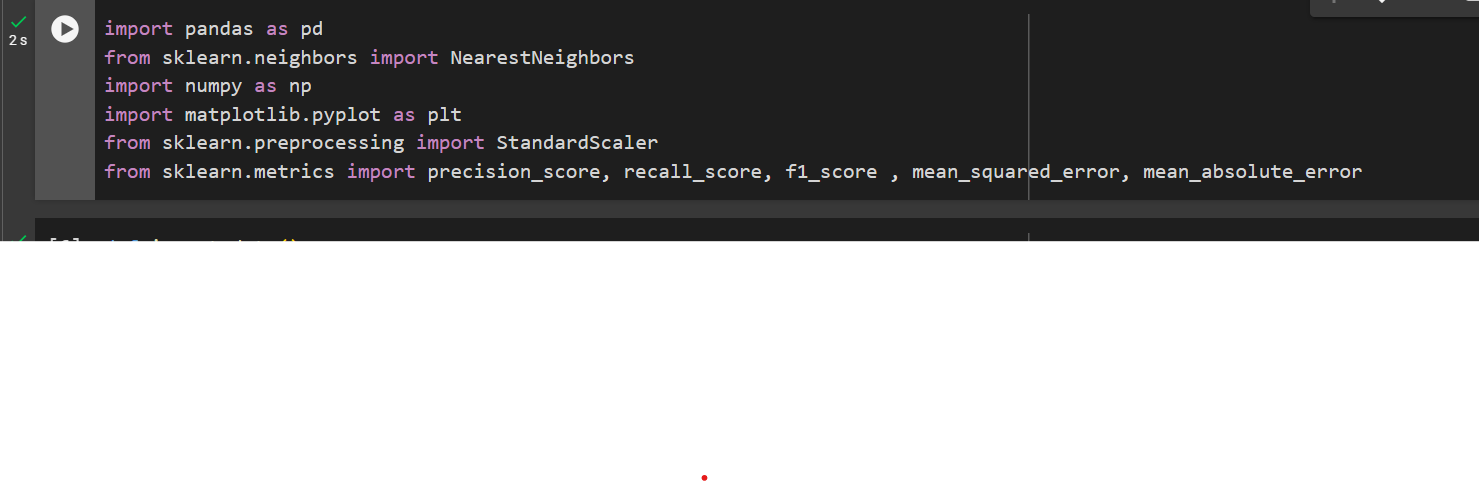 2s
import pandas as pd
from sklearn.neighbors import NearestNeighbors
import numpy as np
import matplotlib.pyplot as plt
from sklearn.preprocessing import StandardScaler
from sklearn.metrics import precision_score, recall_score, f1_score , mean_squared_error, mean_absolute_error